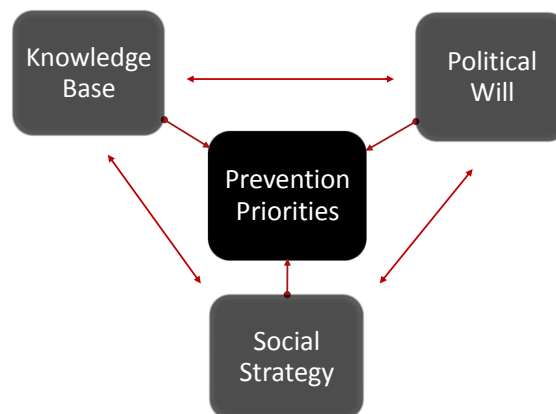 Knowledge
Base
Political
Will
Prevention
Priorities
Social
Strategy